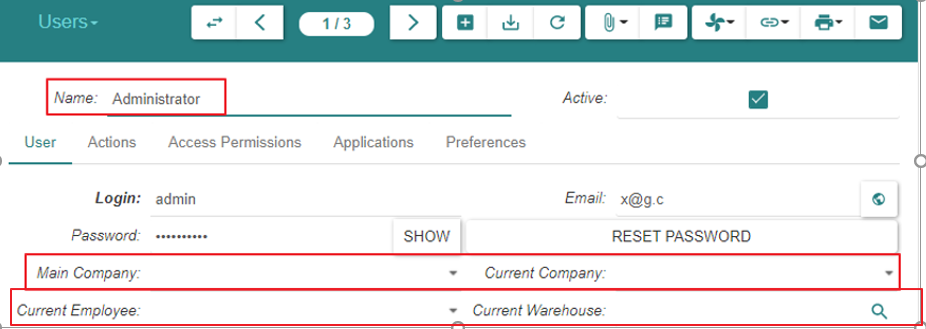 Users
1 / 3
Name: Administrator Active:
User Actions Access Permissions Applications Preferences
Login: admin Email: x@g.c
Password: •••••••••• SHOW RESET PASSWORD
Main Company: Current Company:
Current Employee: Current Warehouse: